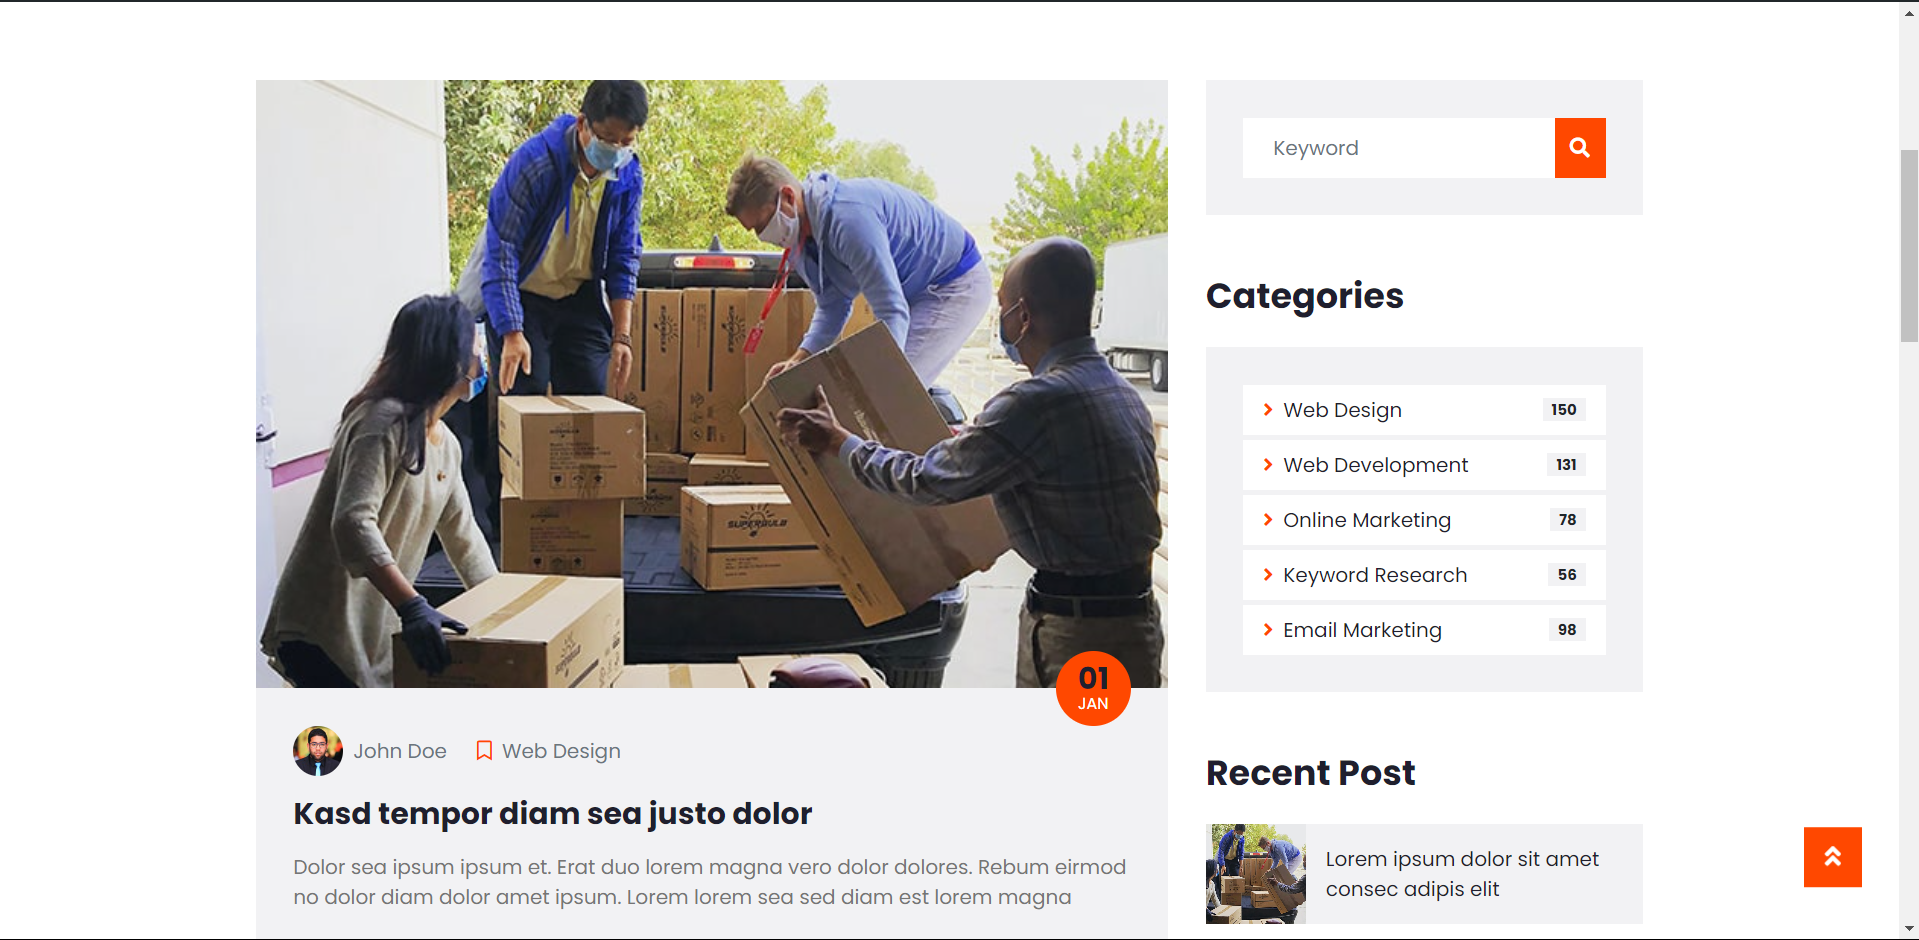 SUPERBULB
SUPERBULB
01
JAN
John Doe
Web Design
Kasd tempor diam sea justo dolor
Dolor sea ipsum ipsum et. Erat duo lorem magna vero dolor dolores. Rebum eirmod
no dolor diam dolor amet ipsum. Lorem lorem sea sed diam est lorem magna
Keyword
Categories
Web Design 150
Web Development 131
Online Marketing 78
Keyword Research 56
Email Marketing 98
Recent Post
Lorem ipsum dolor sit amet
consec adipis elit